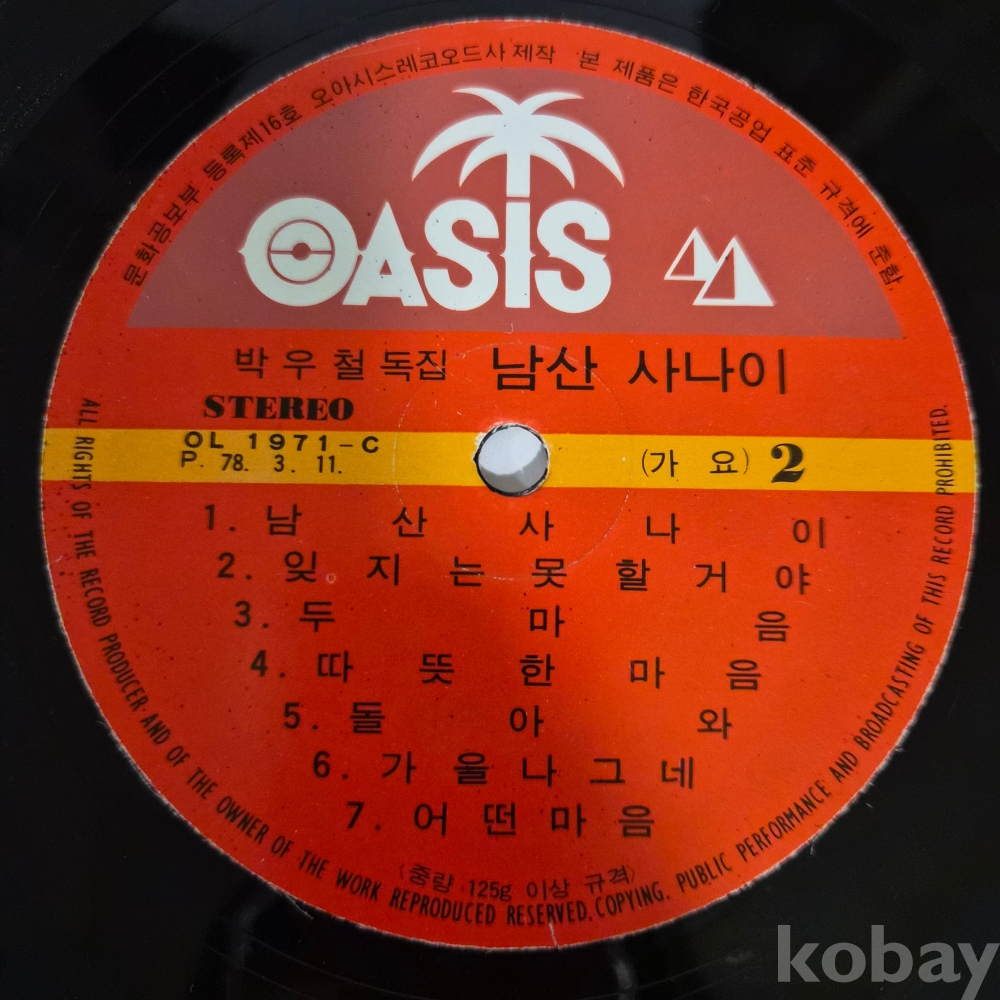 문화공보부 등록제16호 오아시스레코오드사 제작 본 제품은 한국공업 표준 규격에 준함.
OASIS
박우철독집 남산 사나이
STEREO
OL 1971-C
P. 78. 3. 11.
(가요) 2
1. 남산사나이
2. 잊지는못할거야
3. 두마음
4. 따뜻한마음
5. 돌아와
6. 가을나그네
7. 어떤마음
(중량 125g 이상 규격)
ALL RIGHTS OF THE RECORD PRODUCER AND OF THE OWNER OF THE WORK REPRODUCED RESERVED. COPYING, PUBLIC PERFORMANCE AND BROADCASTING OF THIS RECORD PROHIBITED.
kobay